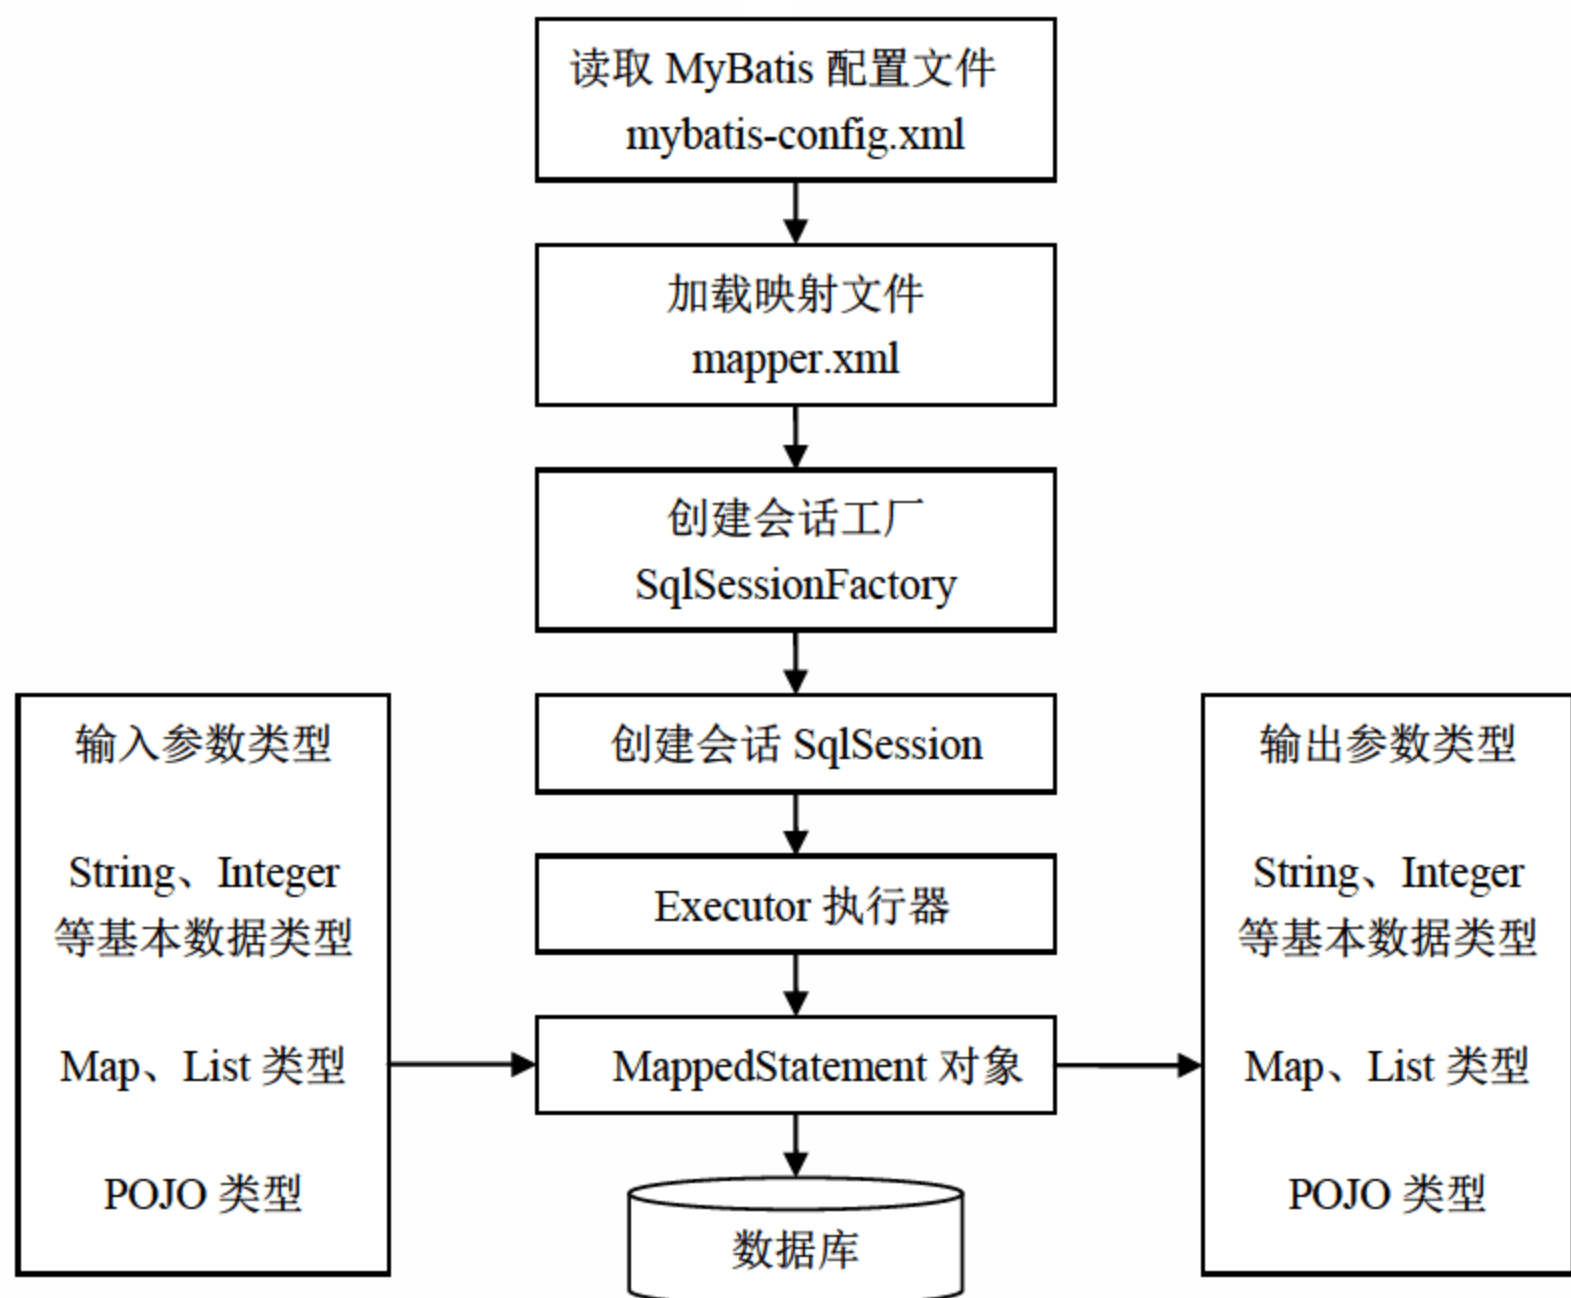 读取 MyBatis 配置文件
mybatis-config.xml
加载映射文件
mapper.xml
创建会话工厂
SqlSessionFactory
输入参数类型
String、Integer
等基本数据类型
Map、List 类型
POJO 类型
创建会话 SqlSession
Executor 执行器
MappedStatement 对象
数据库
输出参数类型
String、Integer
等基本数据类型
Map、List 类型
POJO 类型